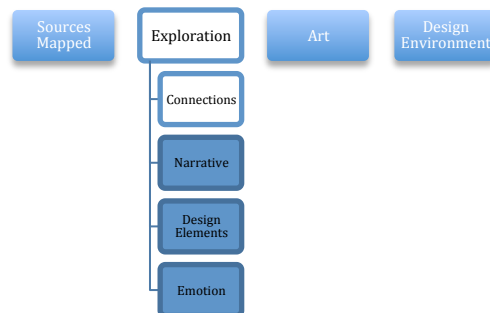 Sources
Mapped
Exploration
Art
Design
Environment
Connections
Narrative
Design
Elements
Emotion